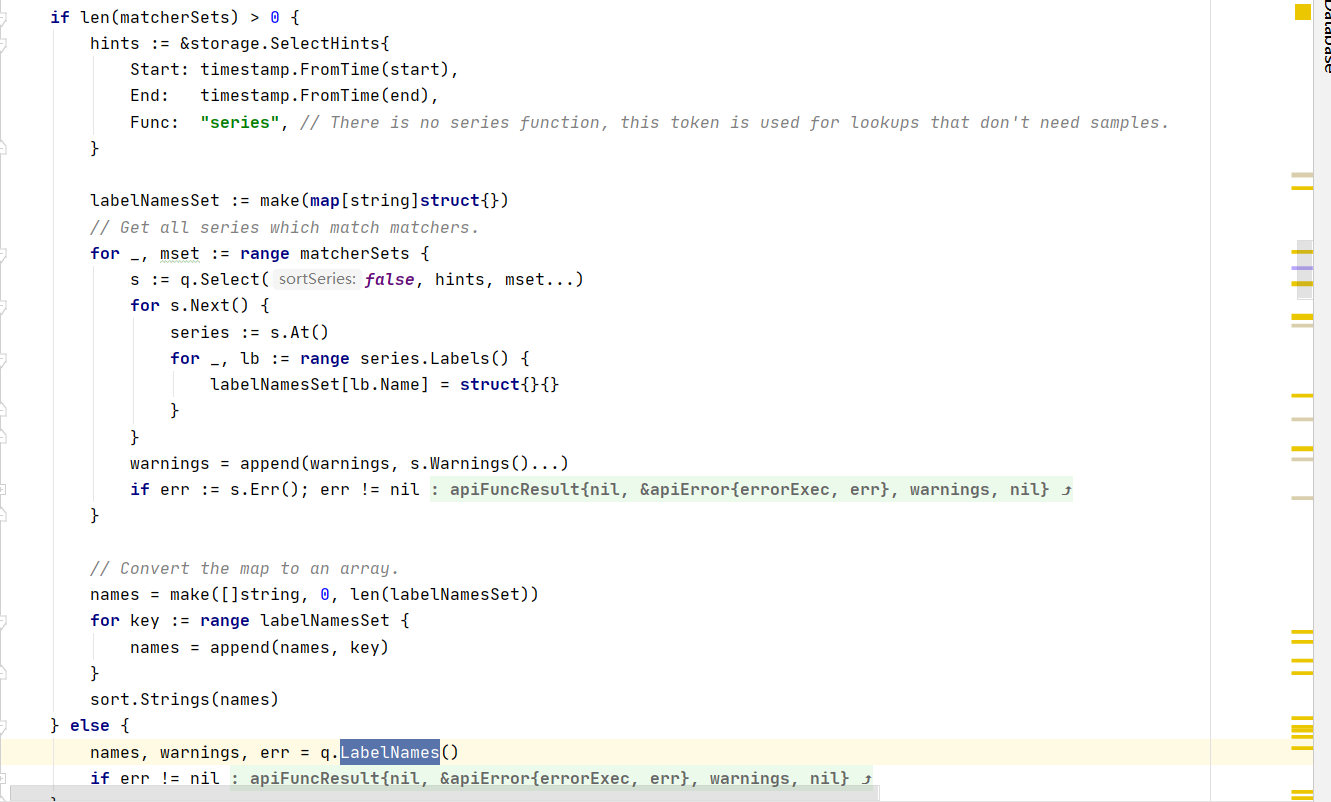 if len(matcherSets) > 0 {
    hints := &storage.SelectHints{
        Start: timestamp.FromTime(start),
        End:   timestamp.FromTime(end),
        Func:  "series", // There is no series function, this token is used for lookups that don't need samples.
    }

    labelNamesSet := make(map[string]struct{})
    // Get all series which match matchers.
    for _, mset := range matcherSets {
        s := q.Select( sortSeries: false, hints, mset...)
        for s.Next() {
            series := s.At()
            for _, lb := range series.Labels() {
                labelNamesSet[lb.Name] = struct{}{}
            }
        }
        warnings = append(warnings, s.Warnings()...)
        if err := s.Err(); err != nil : apiFuncResult{nil, &apiError{errorExec, err}, warnings, nil} ⤴
    }

    // Convert the map to an array.
    names = make([]string, 0, len(labelNamesSet))
    for key := range labelNamesSet {
        names = append(names, key)
    }
    sort.Strings(names)
} else {
    names, warnings, err = q.LabelNames()
    if err != nil : apiFuncResult{nil, &apiError{errorExec, err}, warnings, nil} ⤴
Database